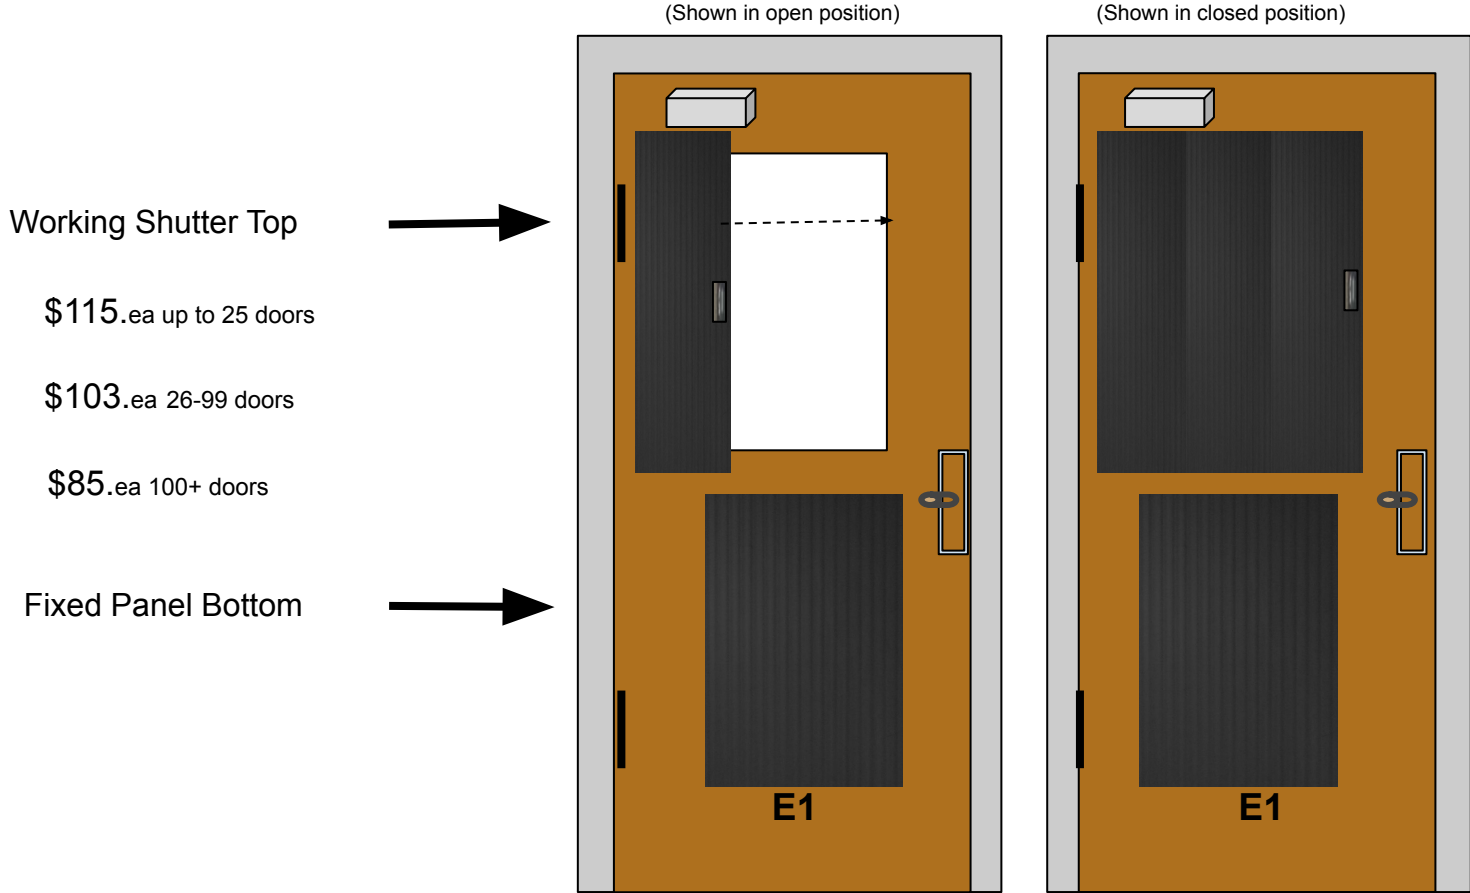 (Shown in open position)
(Shown in closed position)
Working Shutter Top
$115.ea up to 25 doors
$103.ea 26-99 doors
$85.ea 100+ doors
Fixed Panel Bottom
E1
E1